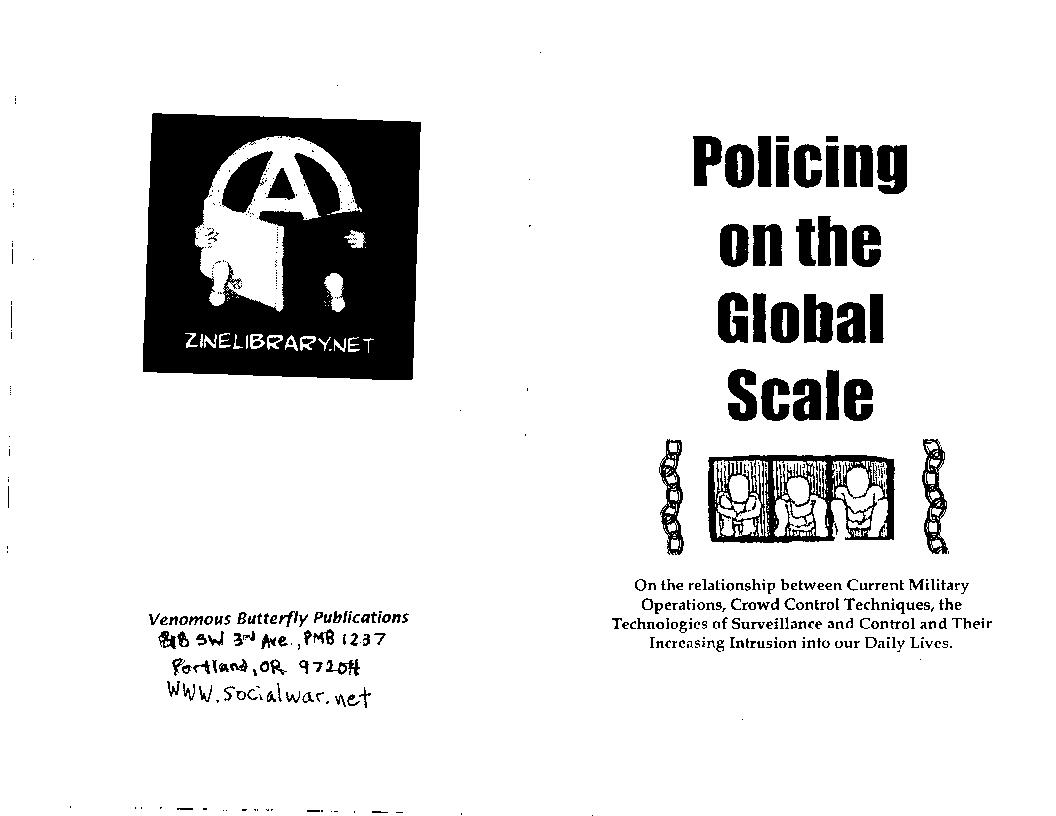 A
ZINELIBRARY.NET
Venomous Butterfly Publications
818 SW 3rd Ave., PMB 1237
Portland, OR 97204
WWW.socialwar.net
Policing
on the
Global
Scale
On the relationship between Current Military
Operations, Crowd Control Techniques, the
Technologies of Surveillance and Control and Their
Increasing Intrusion into our Daily Lives.